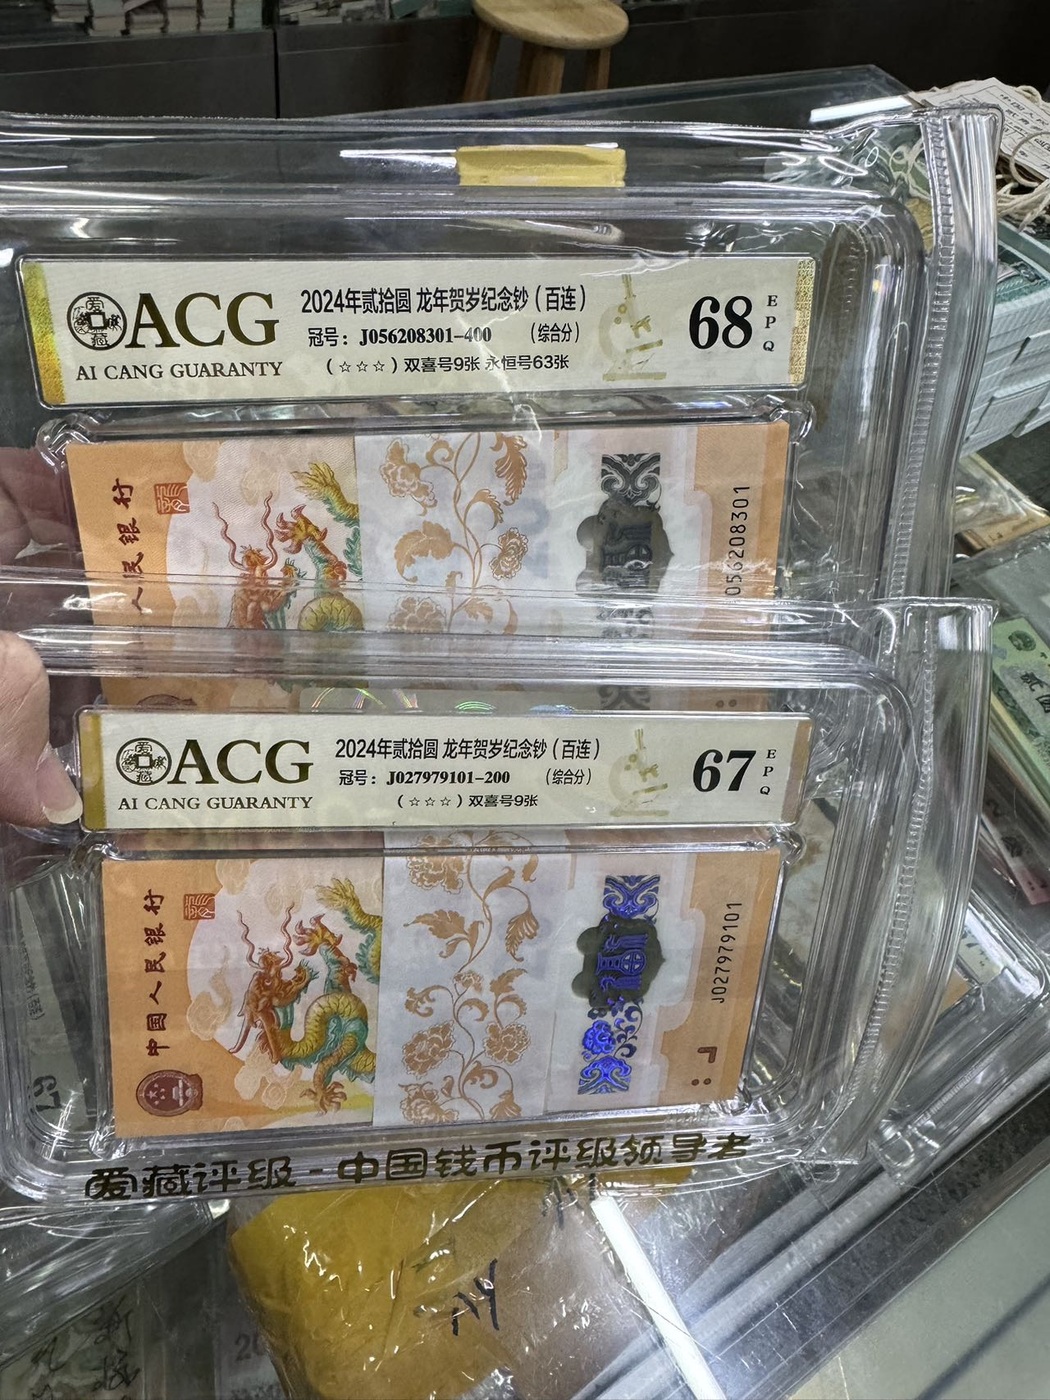 ACG
AI CANG GUARANTY
2024年贰拾圆 龙年贺岁纪念钞（百连）
冠号：J056208301-400 （综合分）
（☆☆☆）双喜号9张 永恒号63张
68
EPQ
人民银行
056208301
ACG
AI CANG GUARANTY
2024年贰拾圆 龙年贺岁纪念钞（百连）
冠号：J027979101-200 （综合分）
（☆☆☆）双喜号9张
67
EPQ
中国人民银行
J027979101
爱藏评级-中国钱币评级领导者